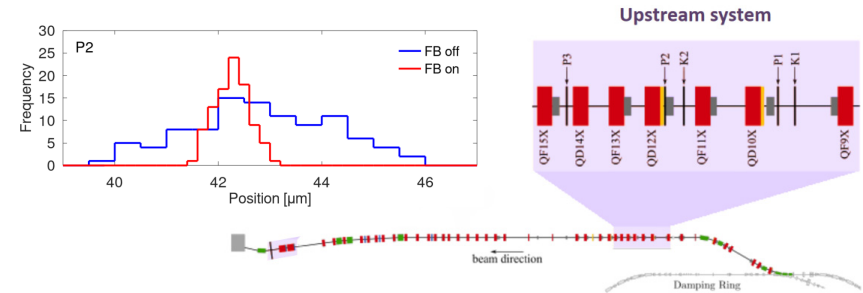 Upstream system
P2
FB off
FB on
30
25
20
15
10
5
0
Frequency
40
42
44
46
Position [µm]
P3
P2
K2
P1
K1
QF15X
QD14X
QF13X
QD12X
QF11X
QD10X
QF9X
beam direction
Damping Ring